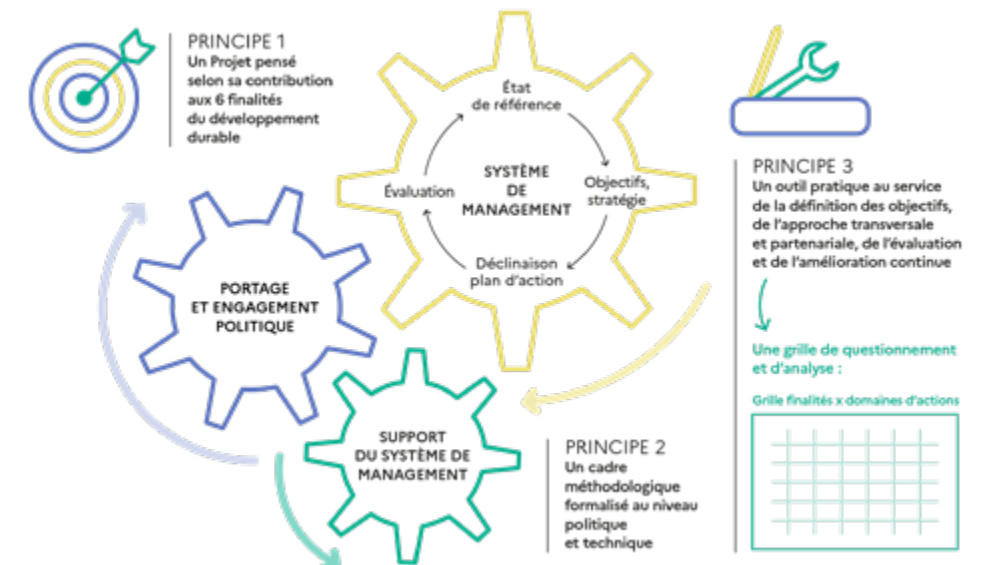 PRINCIPE 1
Un Projet pensé
selon sa contribution
aux 6 finalités
du développement
durable
État
de référence
SYSTÈME
DE
MANAGEMENT
Évaluation
Objectifs,
stratégie
Déclinaison
plan d'action
PORTAGE
ET ENGAGEMENT
POLITIQUE
SUPPORT
DU SYSTÈME DE
MANAGEMENT
PRINCIPE 2
Un cadre
méthodologique
formalisé au niveau
politique
et technique
PRINCIPE 3
Un outil pratique au service
de la définition des objectifs,
de l'approche transversale
et partenariale, de l'évaluation
et de l'amélioration continue
Une grille de questionnement
et d'analyse :
Grille finalités x domaines d'actions